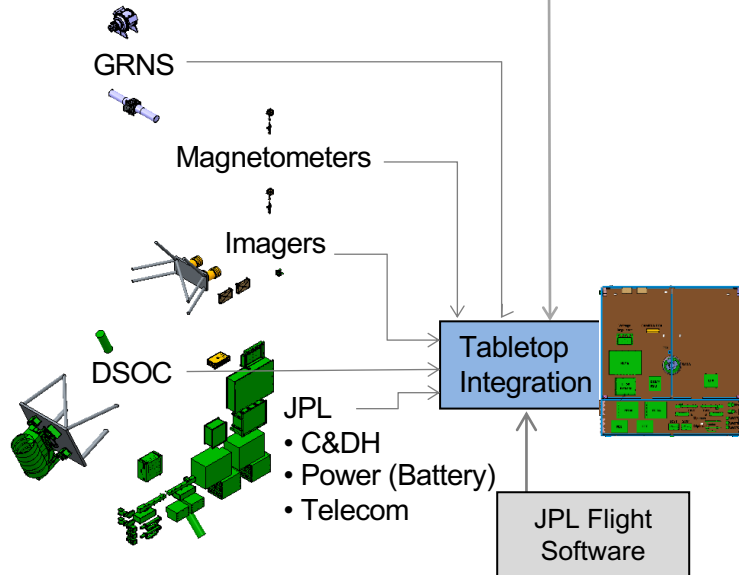 GRNS
Magnetometers
Imagers
DSOC
Tabletop
Integration
JPL
• C&DH
• Power (Battery)
• Telecom
JPL Flight
Software